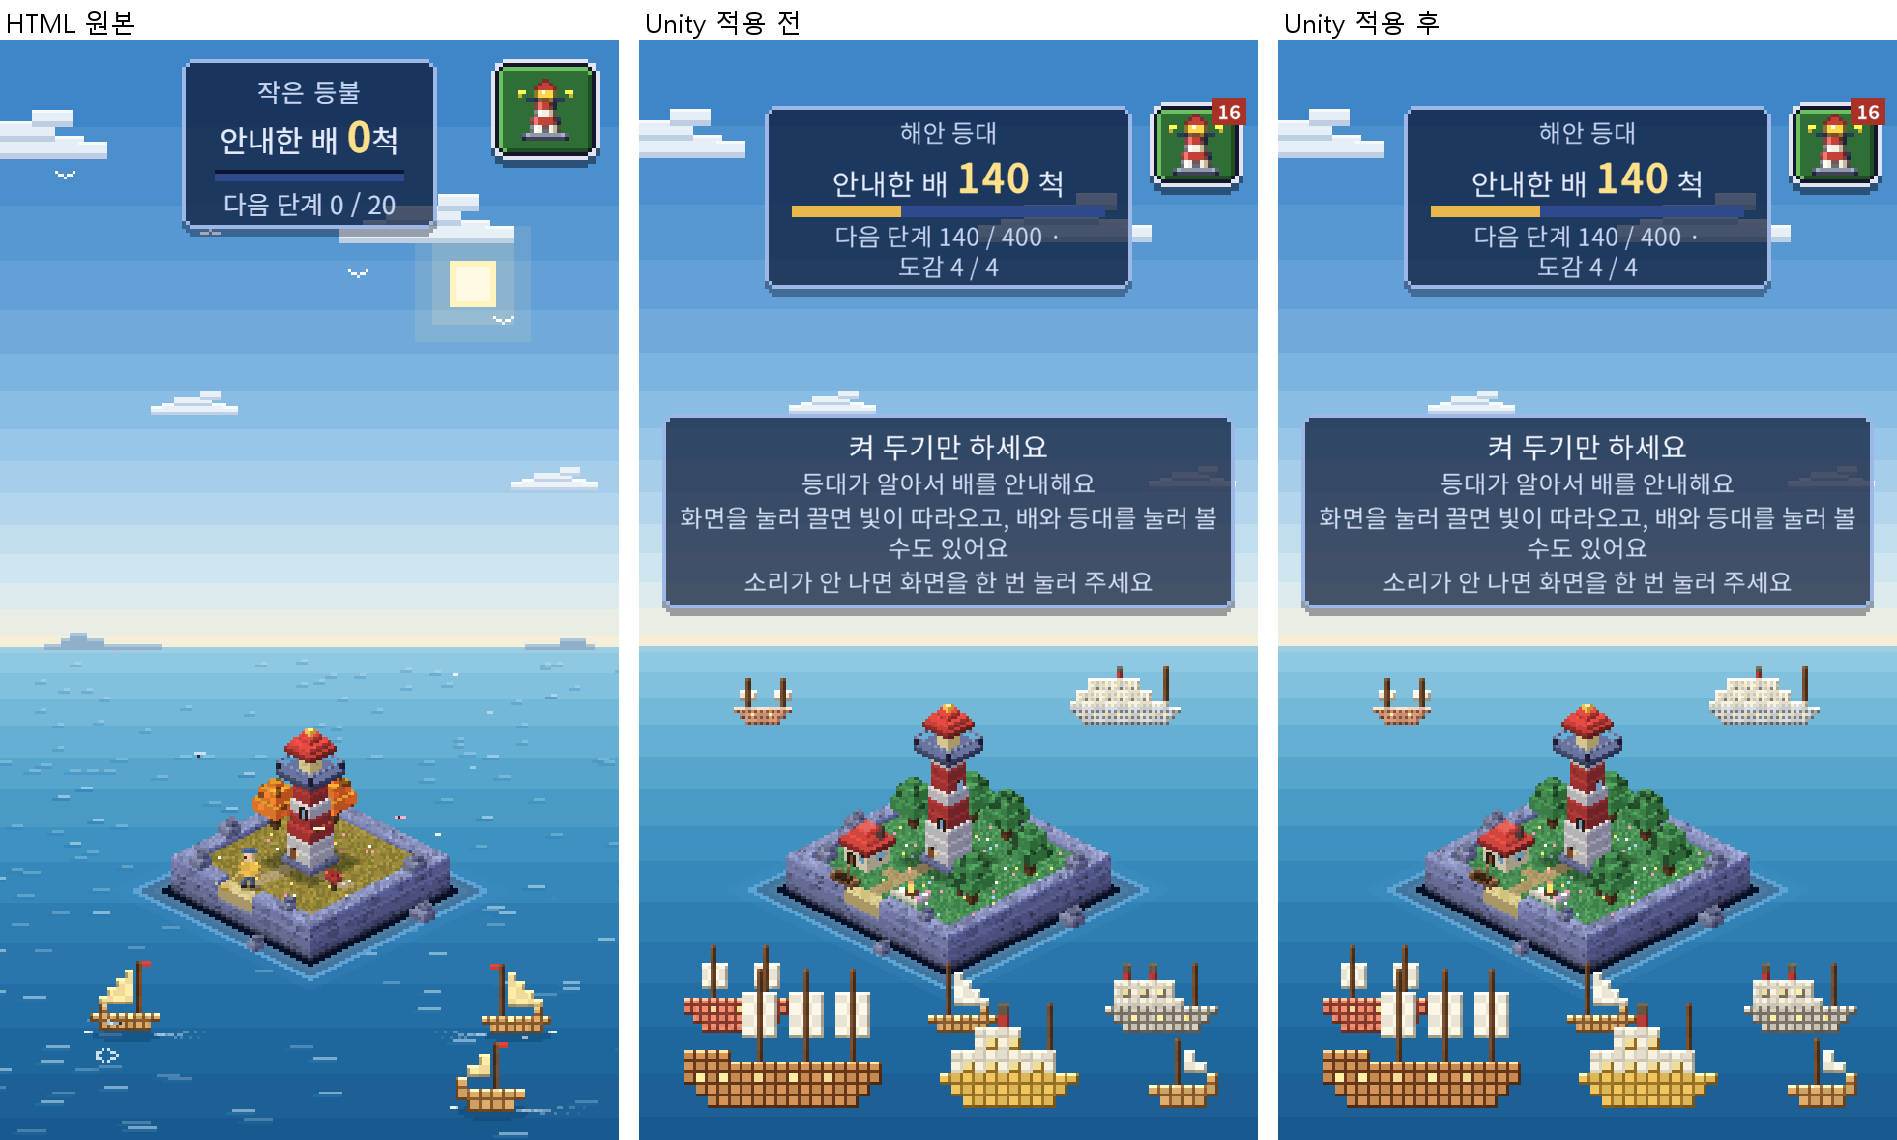 HTML 원본
작은 등불
안내한 배 0척
다음 단계 0 / 20
Unity 적용 전
해안 등대
안내한 배 140 척
다음 단계 140 / 400 ·
도감 4 / 4
16
켜 두기만 하세요
등대가 알아서 배를 안내해요
화면을 눌러 끌면 빛이 따라오고, 배와 등대를 눌러 볼
수도 있어요
소리가 안 나면 화면을 한 번 눌러 주세요
Unity 적용 후
해안 등대
안내한 배 140 척
다음 단계 140 / 400 ·
도감 4 / 4
16
켜 두기만 하세요
등대가 알아서 배를 안내해요
화면을 눌러 끌면 빛이 따라오고, 배와 등대를 눌러 볼
수도 있어요
소리가 안 나면 화면을 한 번 눌러 주세요